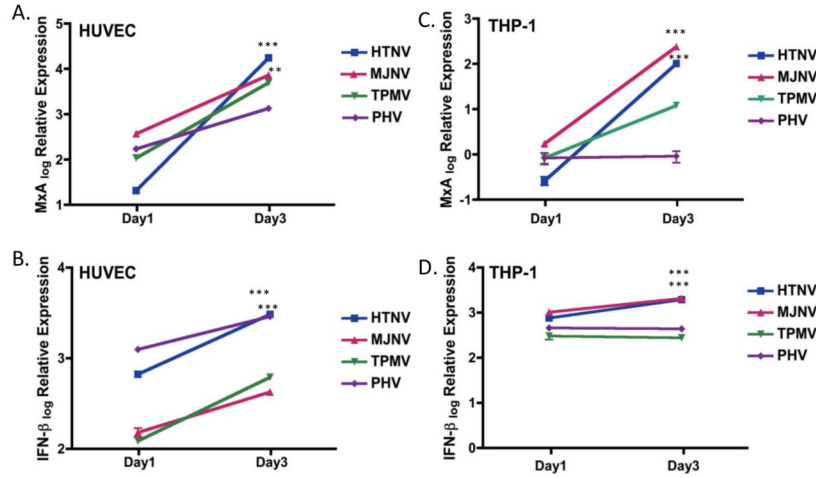 A.
HUVEC
MxA log Relative Expression
5
4
3
2
1
***
**
Day1
Day3
HTNV
MJNV
TPMV
PHV
C.
THP-1
MxA log Relative Expression
3
2
1
0
-1
***
***
Day1
Day3
HTNV
MJNV
TPMV
PHV
B.
HUVEC
IFN-β log Relative Expression
4
3
2
***
***
Day1
Day3
HTNV
MJNV
TPMV
PHV
D.
THP-1
IFN-β log Relative Expression
4
3
2
1
0
***
***
Day1
Day3
HTNV
MJNV
TPMV
PHV